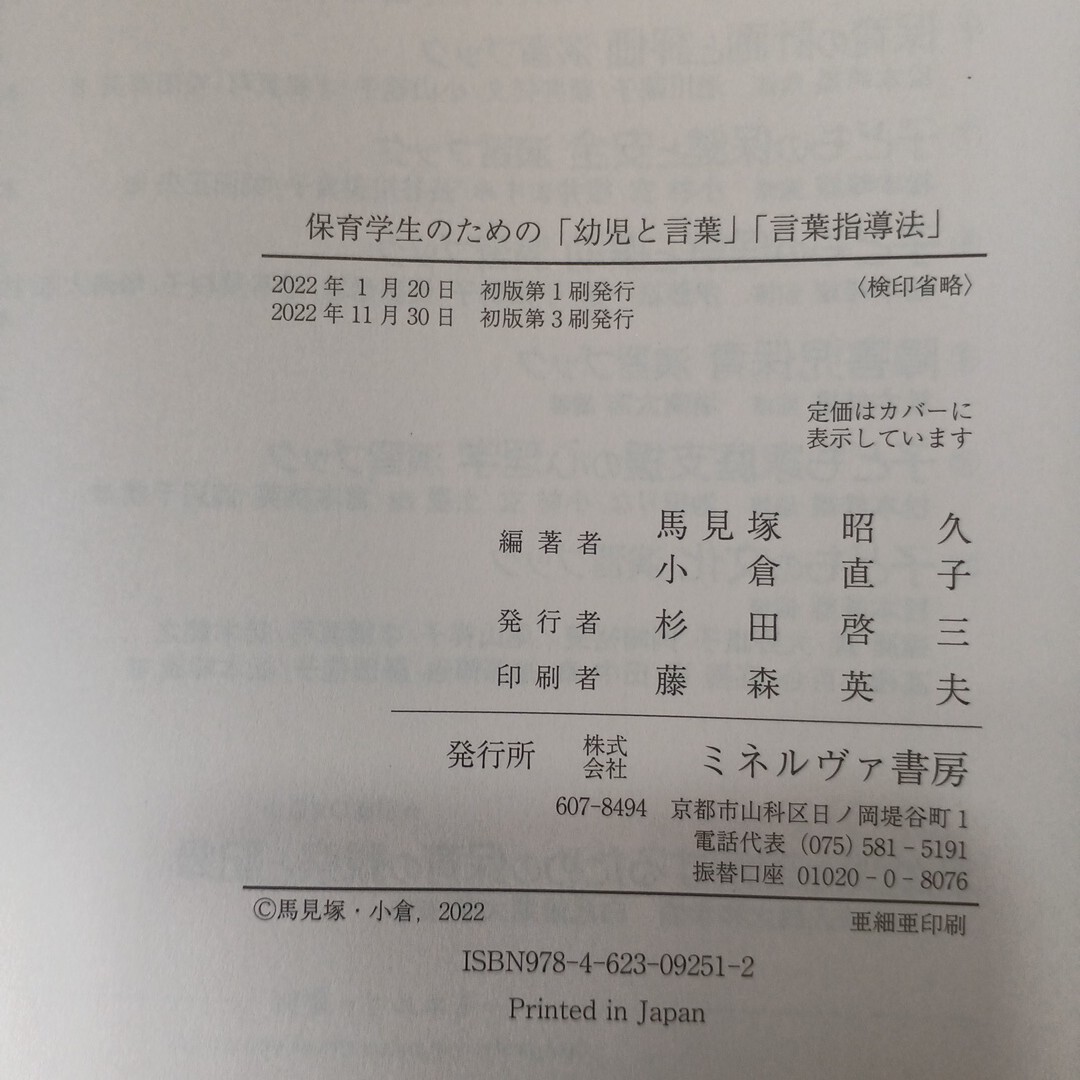 保育学生のための「幼児と言葉」「言葉指導法」
2022年 1月20日 初版第1刷発行 〈検印省略〉
2022年11月30日 初版第3刷発行
定価はカバーに
表示しています
編著者 馬見塚 昭久
小倉直子
発行者 杉田啓三
印刷者 藤森英夫
発行所 株式会社 ミネルヴァ書房
607-8494 京都市山科区日ノ岡堤谷町1
電話代表 (075) 581-5191
振替口座 01020-0-8076
©馬見塚・小倉, 2022 亜細亜印刷
ISBN978-4-623-09251-2
Printed in Japan